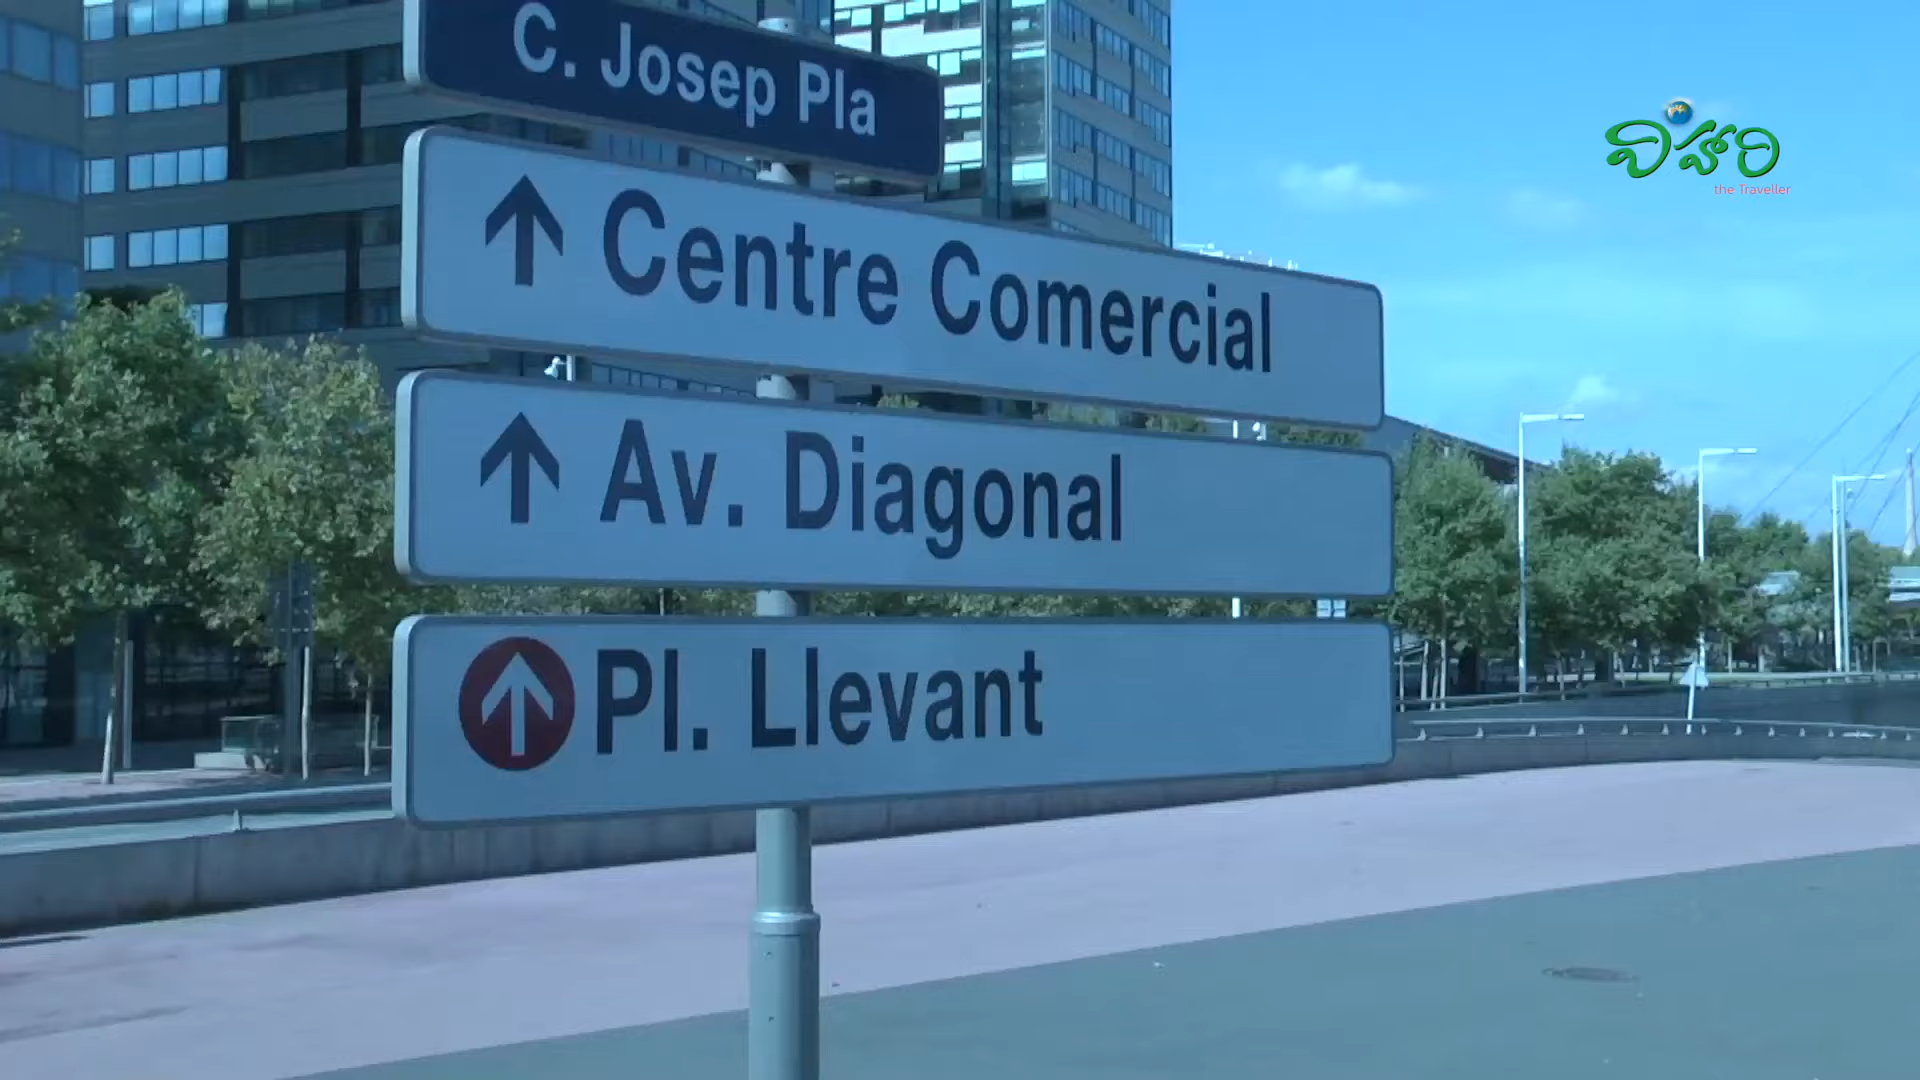 C. Josep Pla
Centre Comercial
Av. Diagonal
Pl. Llevant
విహారి
the Traveller